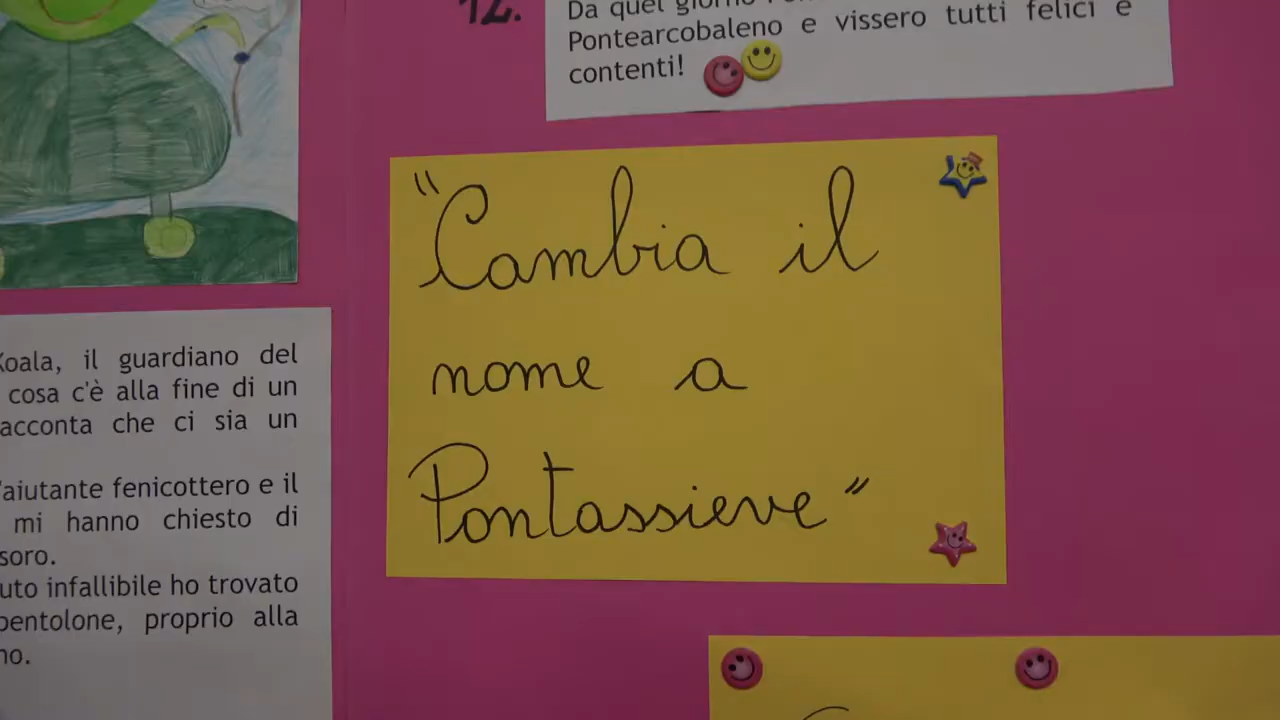 12.
Da quel giorno
Pontearcobaleno e vissero tutti felici e
contenti!
"Cambia il
nome a
Pontassieve"
Koala, il guardiano del
cosa c'è alla fine di un
acconta che ci sia un
'aiutante fenicottero e il
mi hanno chiesto di
soro.
uto infallibile ho trovato
pentolone, proprio alla
no.